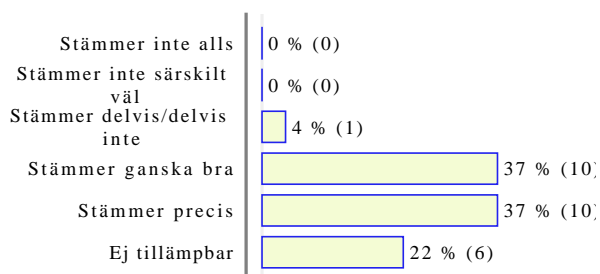 Stämmer inte alls 0 % (0)
Stämmer inte särskilt
väl 0 % (0)
Stämmer delvis/delvis
inte 4 % (1)
Stämmer ganska bra 37 % (10)
Stämmer precis 37 % (10)
Ej tillämpbar 22 % (6)